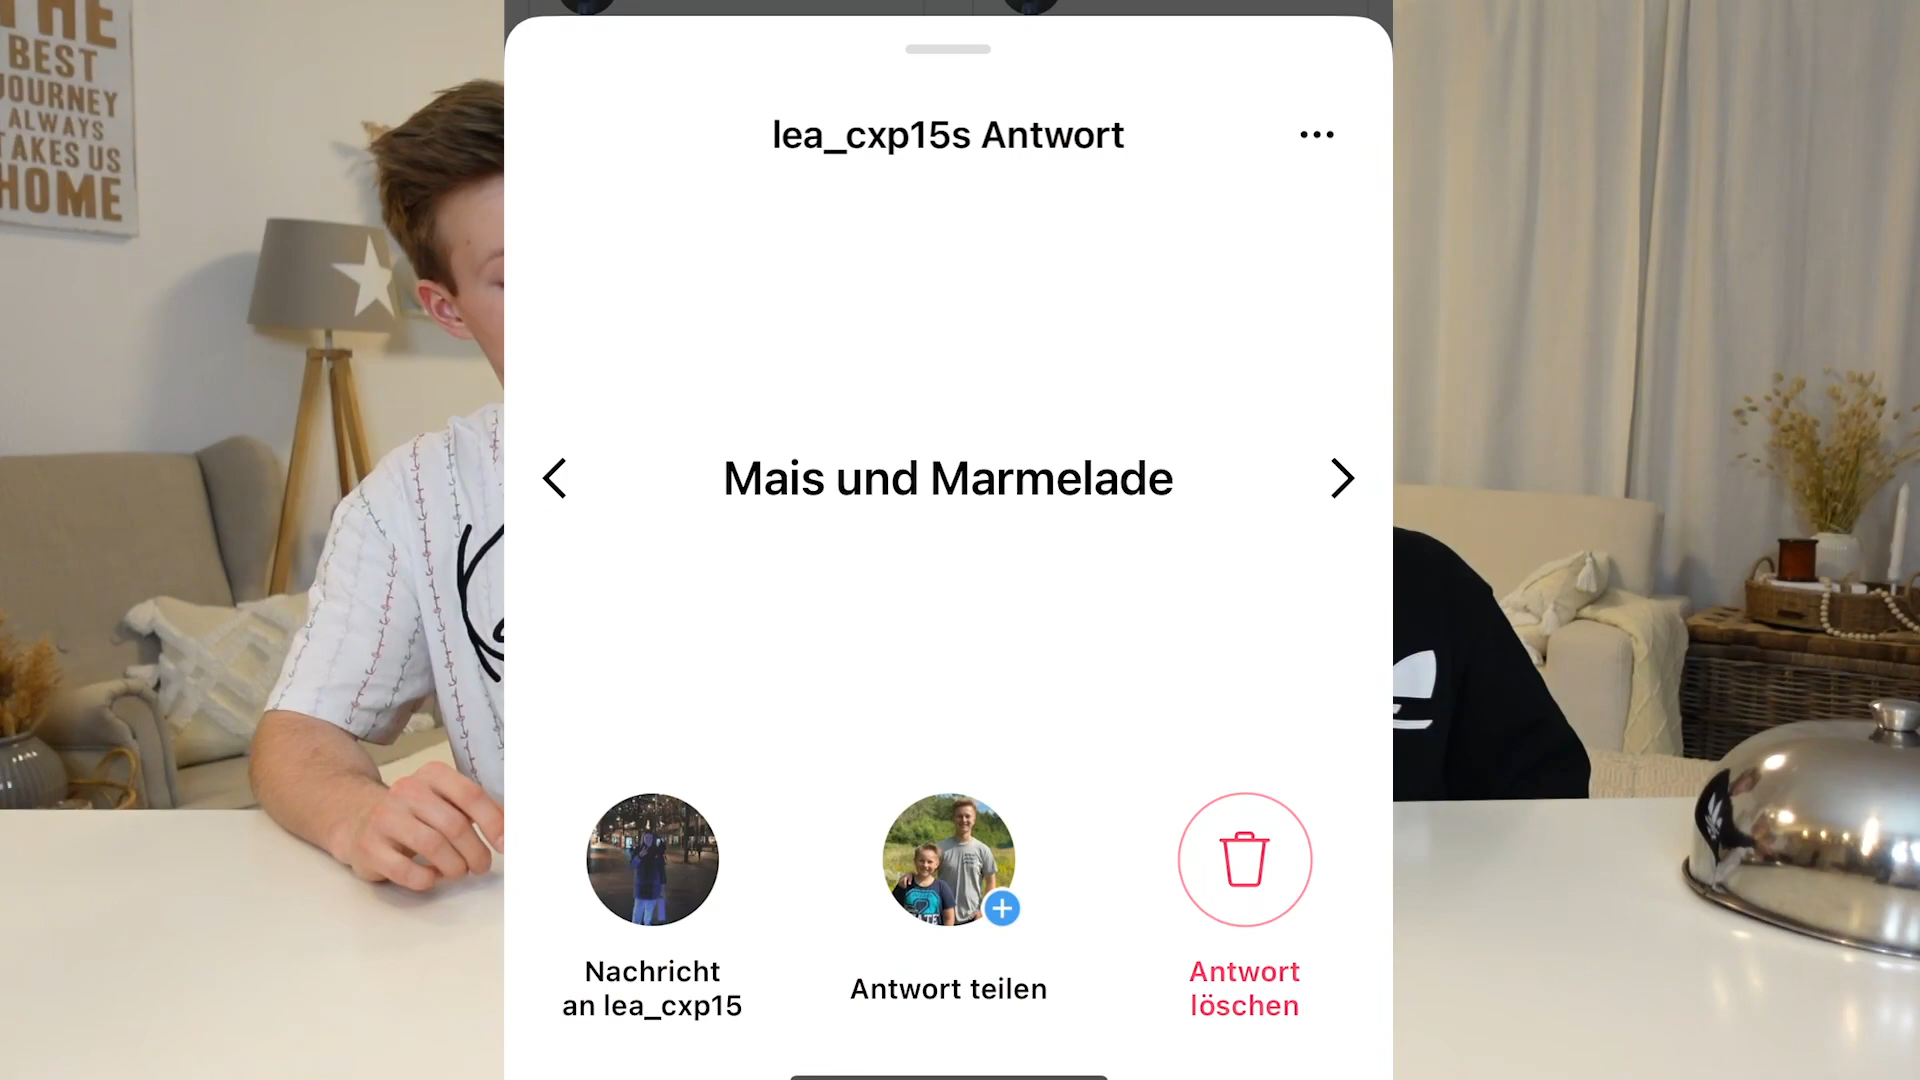 THE
BEST
JOURNEY
ALWAYS
TAKES US
HOME
lea_cxp15s Antwort
Mais und Marmelade
Nachricht
an lea_cxp15
Antwort teilen
Antwort
löschen